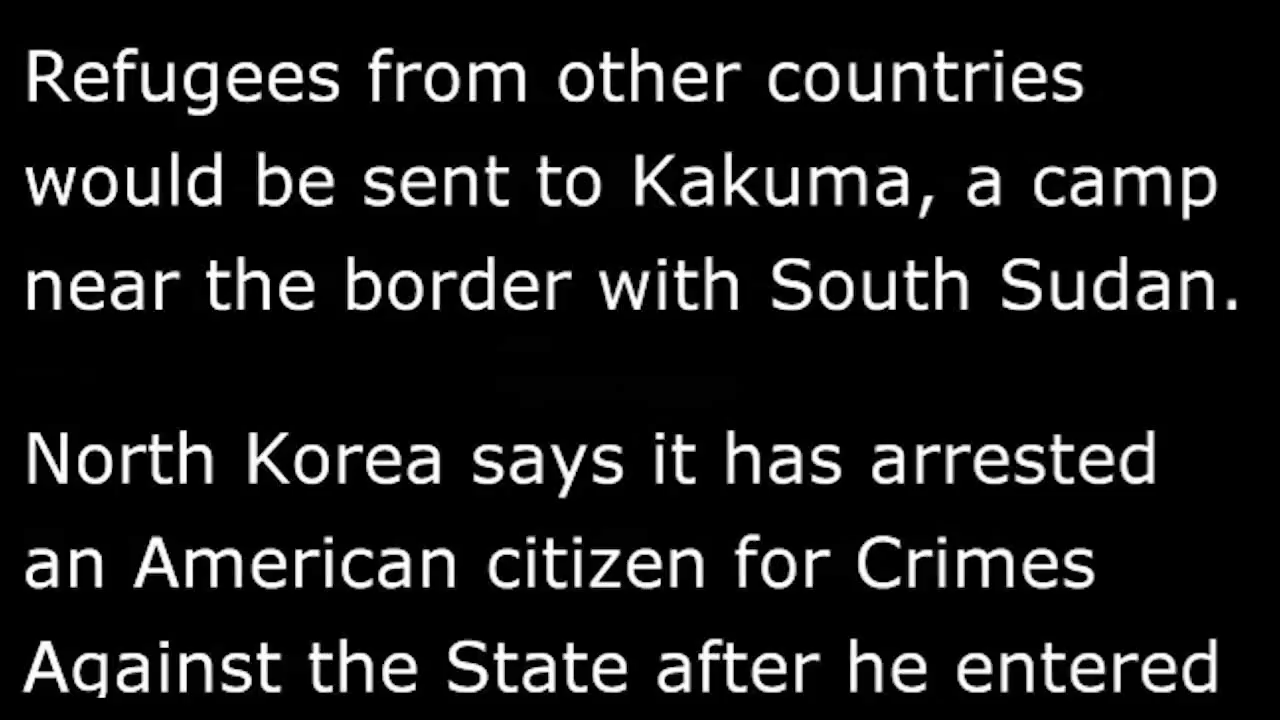 Refugees from other countries
would be sent to Kakuma, a camp
near the border with South Sudan.
North Korea says it has arrested
an American citizen for Crimes
Against the State after he entered